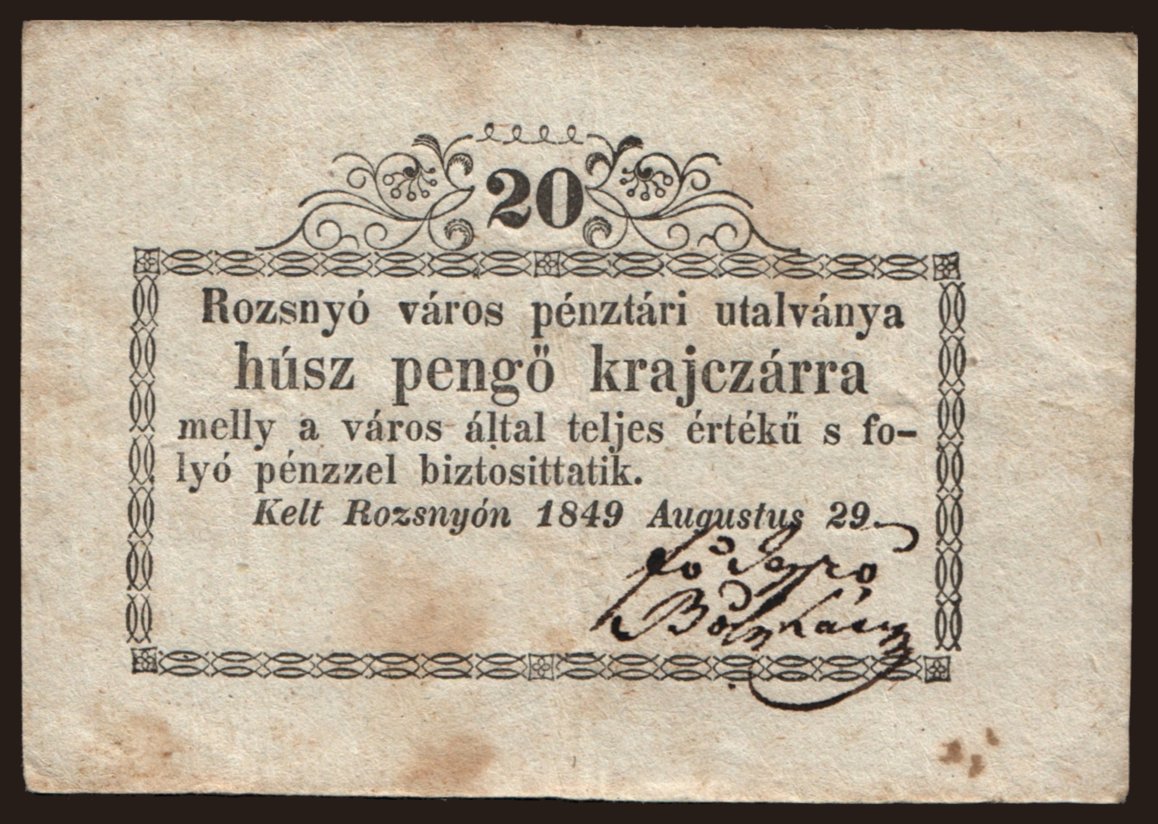 20
Rozsnyó város pénztári utalványa
húsz pengő krajczárra
melly a város által teljes értékű s fo-
lyó pénzzel biztosittatik.
Kelt Rozsnyón 1849 Augustus 29.